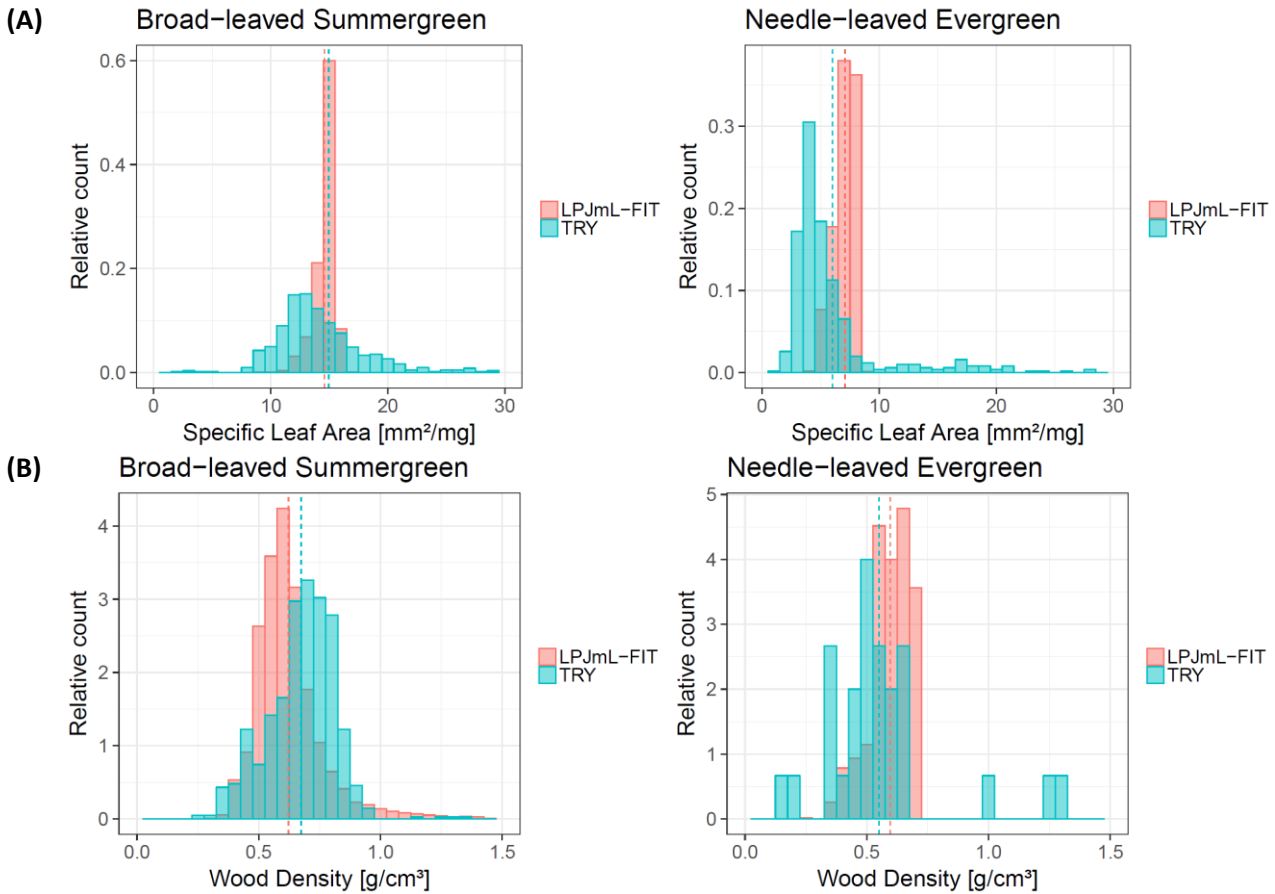 (A)
Broad−leaved Summergreen
0.6
0.4
0.2
0.0
Relative count
0 10 20 30
Specific Leaf Area [mm²/mg]
LPJmL−FIT
TRY
Needle−leaved Evergreen
0.3
0.2
0.1
0.0
Relative count
0 10 20 30
Specific Leaf Area [mm²/mg]
LPJmL−FIT
TRY
(B)
Broad−leaved Summergreen
4
3
2
1
0
Relative count
0.0 0.5 1.0 1.5
Wood Density [g/cm³]
LPJmL−FIT
TRY
Needle−leaved Evergreen
5
4
3
2
1
0
Relative count
0.0 0.5 1.0 1.5
Wood Density [g/cm³]
LPJmL−FIT
TRY